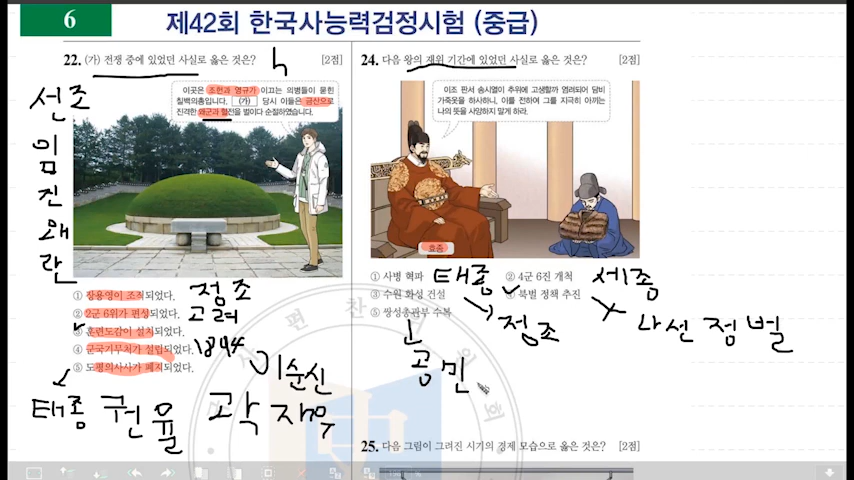 6
제42회 한국사능력검정시험 (중급)
22. (가) 전쟁 중에 있었던 사실로 옳은 것은? [2점]
이곳은 조헌과 영규가 이끄는 의병들이 묻힌
칠백의총입니다. (가) 당시 이들은 금산으로
진격한 왜군과 혈전을 벌이다 순절하였습니다.
선조
임진왜란
① 장용영이 조직되었다. 정조
② 2군 6위가 편성되었다. 고려
③ 훈련도감이 설치되었다.
④ 군국기무처가 설립되었다. 1894
⑤ 도평의사사가 폐지되었다.
이순신
태종 권율 곽재우
24. 다음 왕의 재위 기간에 있었던 사실로 옳은 것은? [2점]
이조 판서 송시열이 추위에 고생할까 염려되어 담비
가죽옷을 하사하니, 이를 전하여 그를 지극히 아끼는
나의 뜻을 사양하지 말게 하라.
효종
① 사병 혁파 태종 ② 4군 6진 개척 세종
③ 수원 화성 건설 정조 ④ 북벌 정책 추진 나선정벌
⑤ 쌍성총관부 수복
공민
25. 다음 그림이 그려진 시기의 경제 모습으로 옳은 것은? [2점]